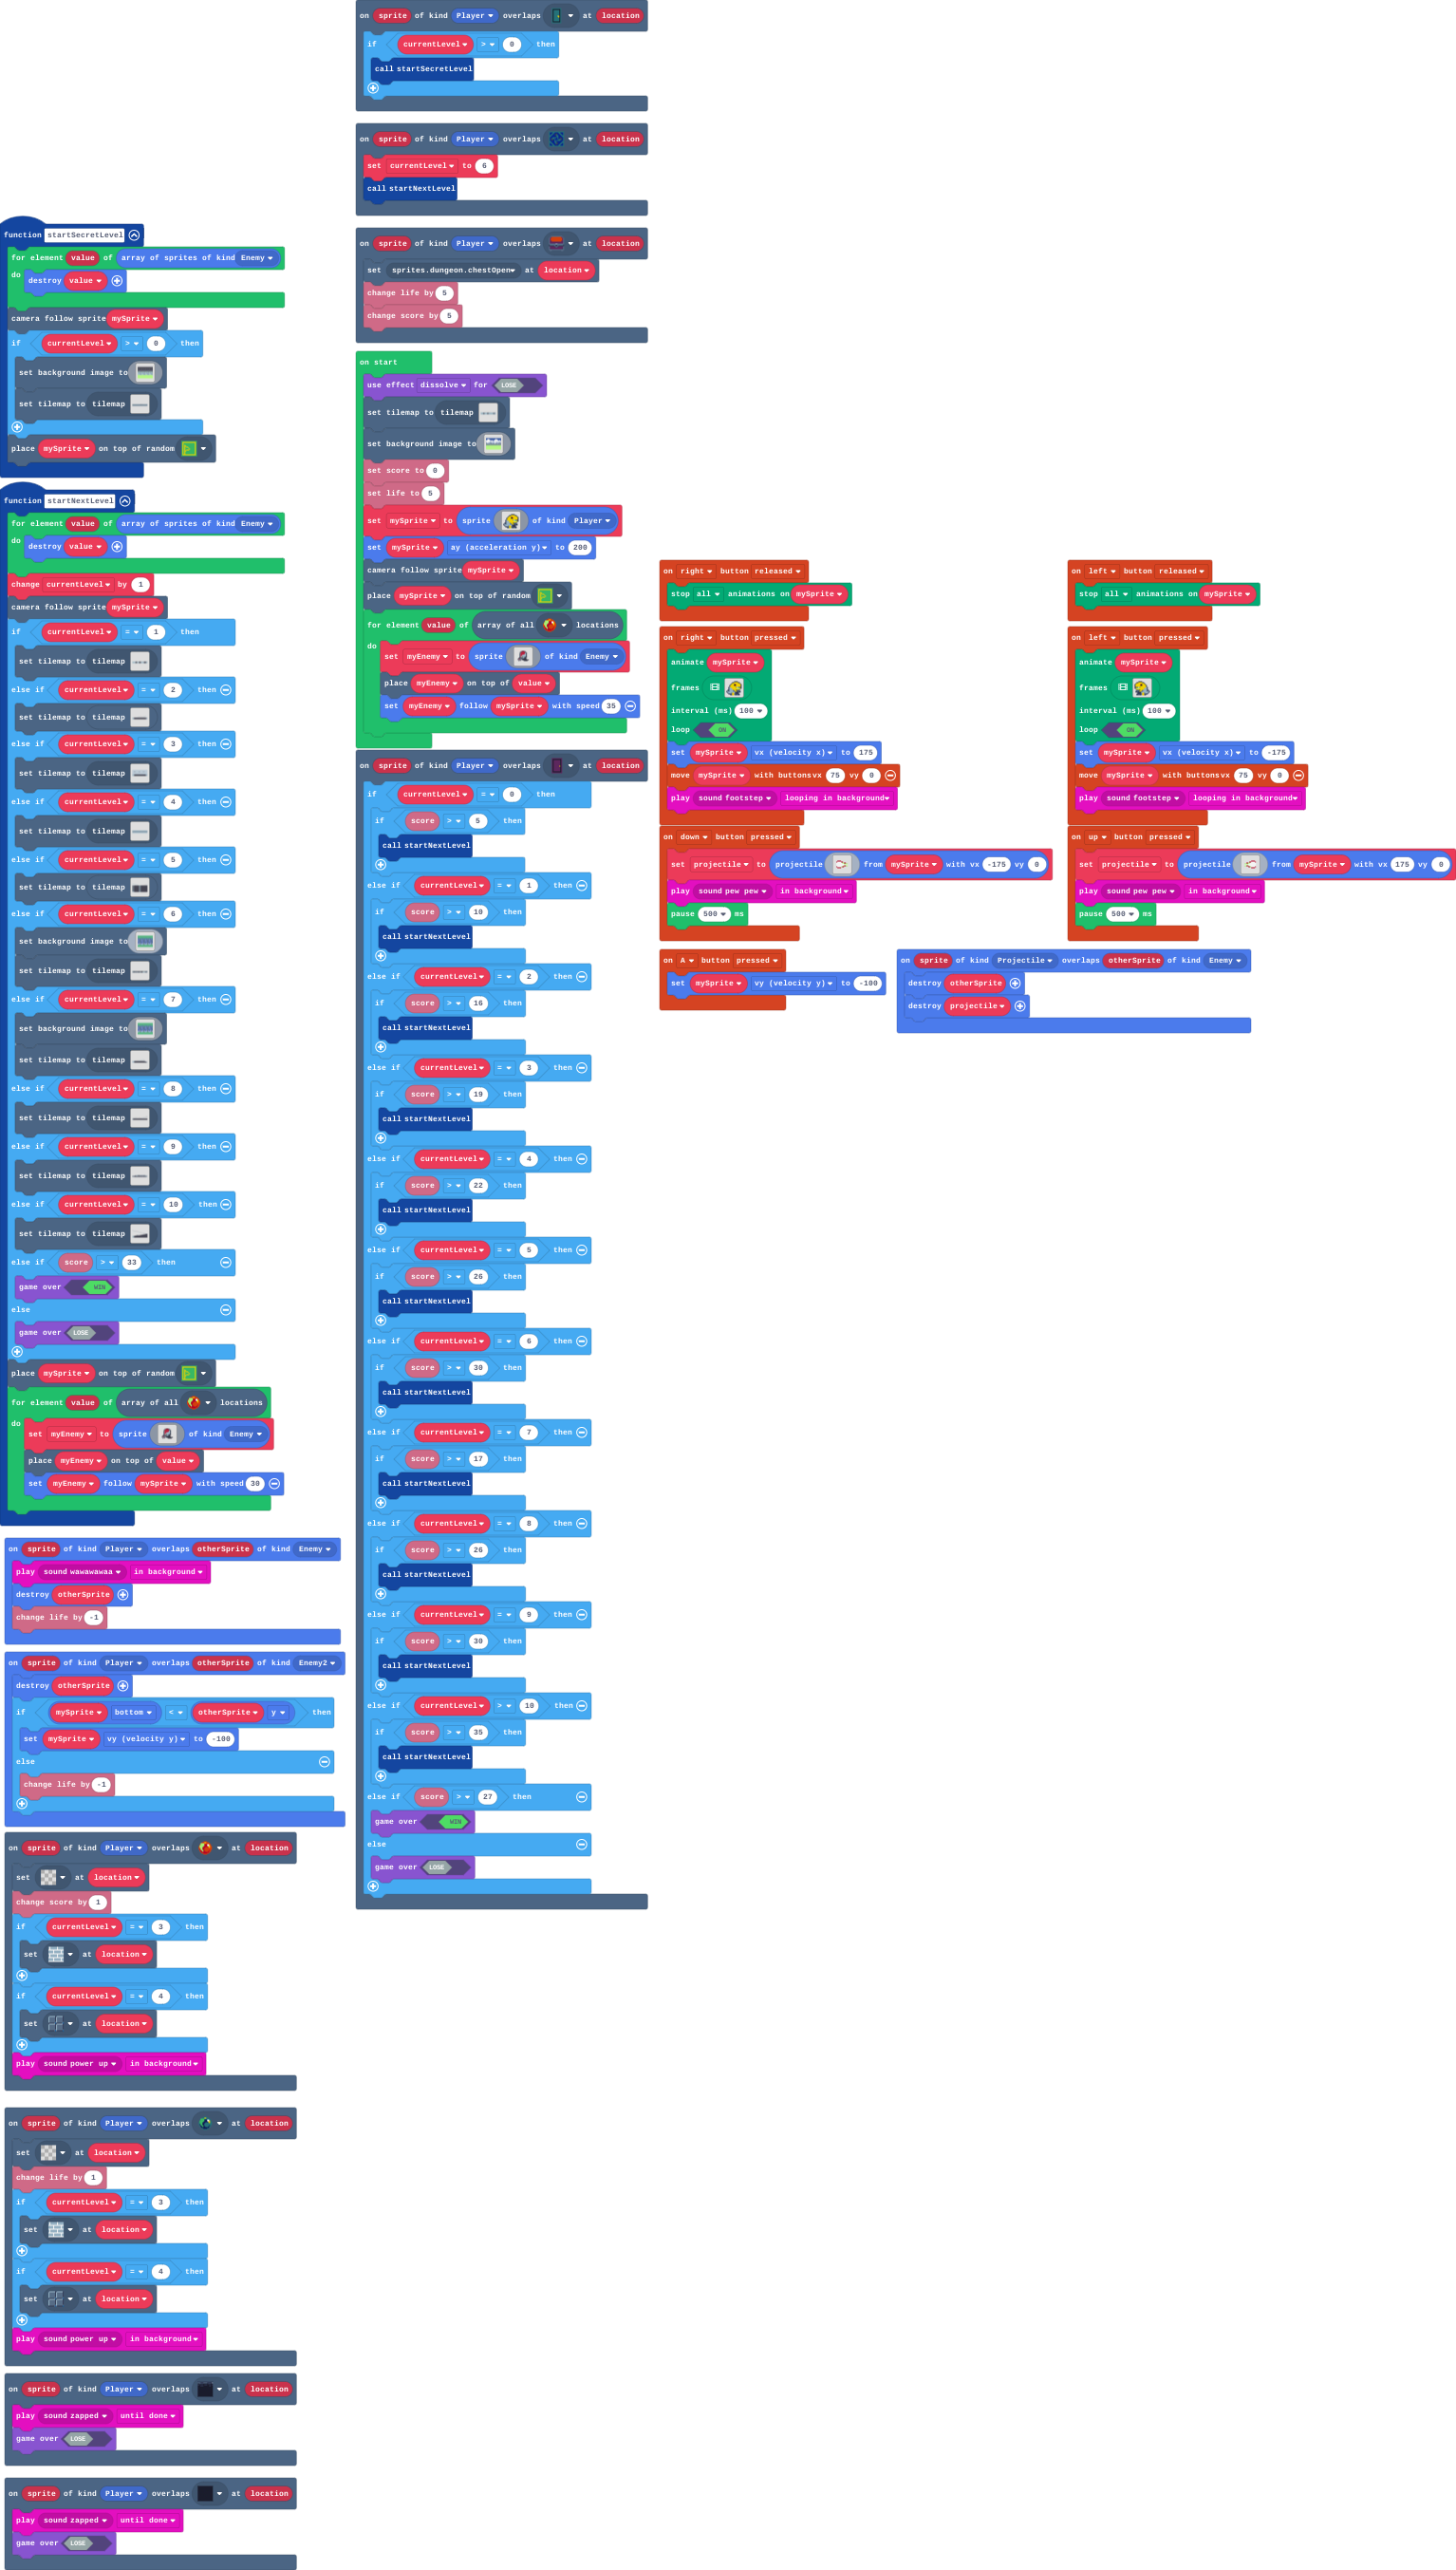 on sprite of kind Player overlaps at location
if currentLevel > 0 then
call startSecretLevel
on sprite of kind Player overlaps at location
set currentLevel to 6
call startNextLevel
on sprite of kind Player overlaps at location
set sprites.dungeon.chestOpen at location
change life by 5
change score by 5
on start
use effect dissolve for LOSE
set tilemap to tilemap
set background image to
set score to 0
set life to 5
set mySprite to sprite of kind Player
set mySprite ay (acceleration y) to 200
camera follow sprite mySprite
place mySprite on top of random
for element value of array of all locations
do
set myEnemy to sprite of kind Enemy
place myEnemy on top of value
set myEnemy follow mySprite with speed 35
on sprite of kind Player overlaps at location
if currentLevel = 0 then
if score > 5 then
call startNextLevel
else if currentLevel = 1 then
if score > 10 then
call startNextLevel
else if currentLevel = 2 then
if score > 16 then
call startNextLevel
else if currentLevel = 3 then
if score > 19 then
call startNextLevel
else if currentLevel = 4 then
if score > 22 then
call startNextLevel
else if currentLevel = 5 then
if score > 26 then
call startNextLevel
else if currentLevel = 6 then
if score > 30 then
call startNextLevel
else if currentLevel = 7 then
if score > 17 then
call startNextLevel
else if currentLevel = 8 then
if score > 26 then
call startNextLevel
else if currentLevel = 9 then
if score > 30 then
call startNextLevel
else if currentLevel > 10 then
if score > 35 then
call startNextLevel
else if score > 27 then
game over WIN
else
game over LOSE
function startSecretLevel
for element value of array of sprites of kind Enemy
do
destroy value
camera follow sprite mySprite
if currentLevel > 0 then
set background image to
set tilemap to tilemap
place mySprite on top of random
function startNextLevel
for element value of array of sprites of kind Enemy
do
destroy value
change currentLevel by 1
camera follow sprite mySprite
if currentLevel = 1 then
set tilemap to tilemap
else if currentLevel = 2 then
set tilemap to tilemap
else if currentLevel = 3 then
set tilemap to tilemap
else if currentLevel = 4 then
set tilemap to tilemap
else if currentLevel = 5 then
set tilemap to tilemap
else if currentLevel = 6 then
set background image to
set tilemap to tilemap
else if currentLevel = 7 then
set background image to
set tilemap to tilemap
else if currentLevel = 8 then
set tilemap to tilemap
else if currentLevel = 9 then
set tilemap to tilemap
else if currentLevel = 10 then
set tilemap to tilemap
else if score > 33 then
game over WIN
else
game over LOSE
place mySprite on top of random
for element value of array of all locations
do
set myEnemy to sprite of kind Enemy
place myEnemy on top of value
set myEnemy follow mySprite with speed 30
on sprite of kind Player overlaps otherSprite of kind Enemy
play sound wawawawaa in background
destroy otherSprite
change life by -1
on sprite of kind Player overlaps otherSprite of kind Enemy2
destroy otherSprite
if mySprite bottom < otherSprite y then
set mySprite vy (velocity y) to -100
else
change life by -1
on sprite of kind Player overlaps at location
set at location
change score by 1
if currentLevel = 3 then
set at location
if currentLevel = 4 then
set at location
play sound power up in background
on sprite of kind Player overlaps at location
set at location
change life by 1
if currentLevel = 3 then
set at location
if currentLevel = 4 then
set at location
play sound power up in background
on sprite of kind Player overlaps at location
play sound zapped until done
game over LOSE
on sprite of kind Player overlaps at location
play sound zapped until done
game over LOSE
on right button released
stop all animations on mySprite
on right button pressed
animate mySprite
frames
interval (ms) 100
loop ON
set mySprite vx (velocity x) to 175
move mySprite with buttons vx 75 vy 0
play sound footstep looping in background
on down button pressed
set projectile to projectile from mySprite with vx -175 vy 0
play sound pew pew in background
pause 500 ms
on A button pressed
set mySprite vy (velocity y) to -100
on left button released
stop all animations on mySprite
on left button pressed
animate mySprite
frames
interval (ms) 100
loop ON
set mySprite vx (velocity x) to -175
move mySprite with buttons vx 75 vy 0
play sound footstep looping in background
on up button pressed
set projectile to projectile from mySprite with vx 175 vy 0
play sound pew pew in background
pause 500 ms
on sprite of kind Projectile overlaps otherSprite of kind Enemy
destroy otherSprite
destroy projectile